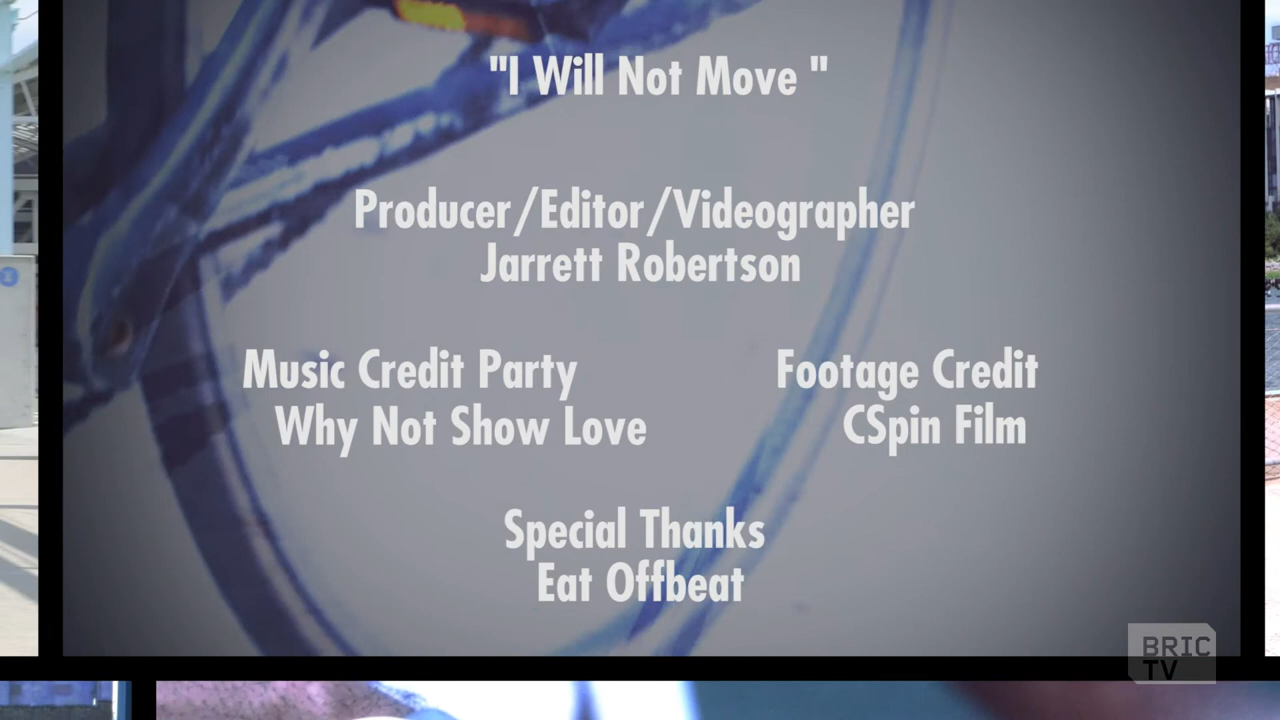 "I Will Not Move "
Producer/Editor/Videographer
Jarrett Robertson
Music Credit Party
Why Not Show Love
Footage Credit
CSpin Film
Special Thanks
Eat Offbeat
BRIC
TV